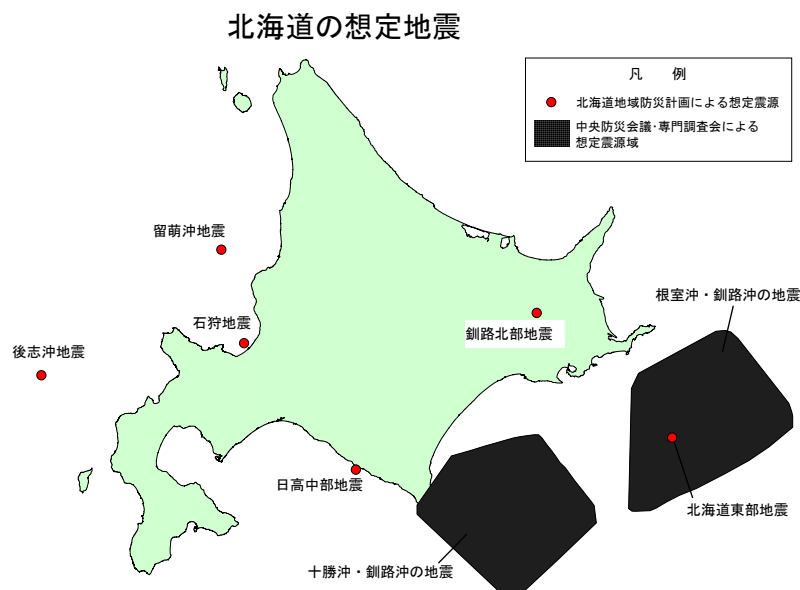 北海道の想定地震
凡　例
北海道地域防災計画による想定震源
中央防災会議･専門調査会による
想定震源域
留萌沖地震
石狩地震
後志沖地震
釧路北部地震
根室沖・釧路沖の地震
日高中部地震
北海道東部地震
十勝沖・釧路沖の地震